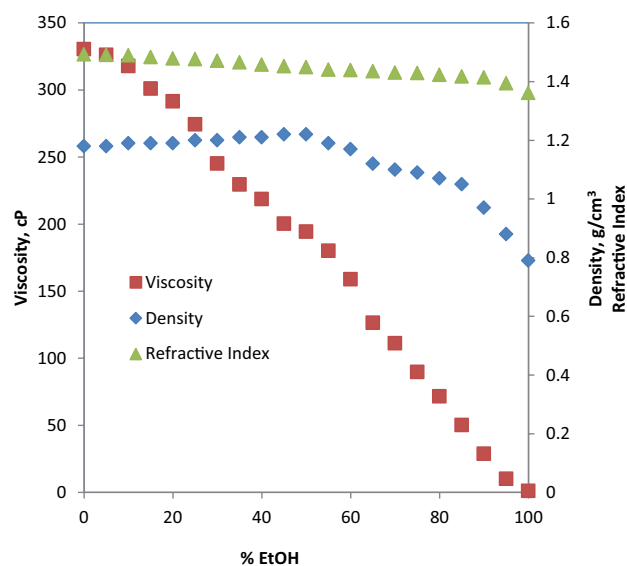 350
300
250
200
150
100
50
0
Viscosity, cP
1.6
1.4
1.2
1
0.8
0.6
0.4
0.2
0
Density, g/cm³
Refractive Index
Viscosity
Density
Refractive Index
0 20 40 60 80 100
% EtOH